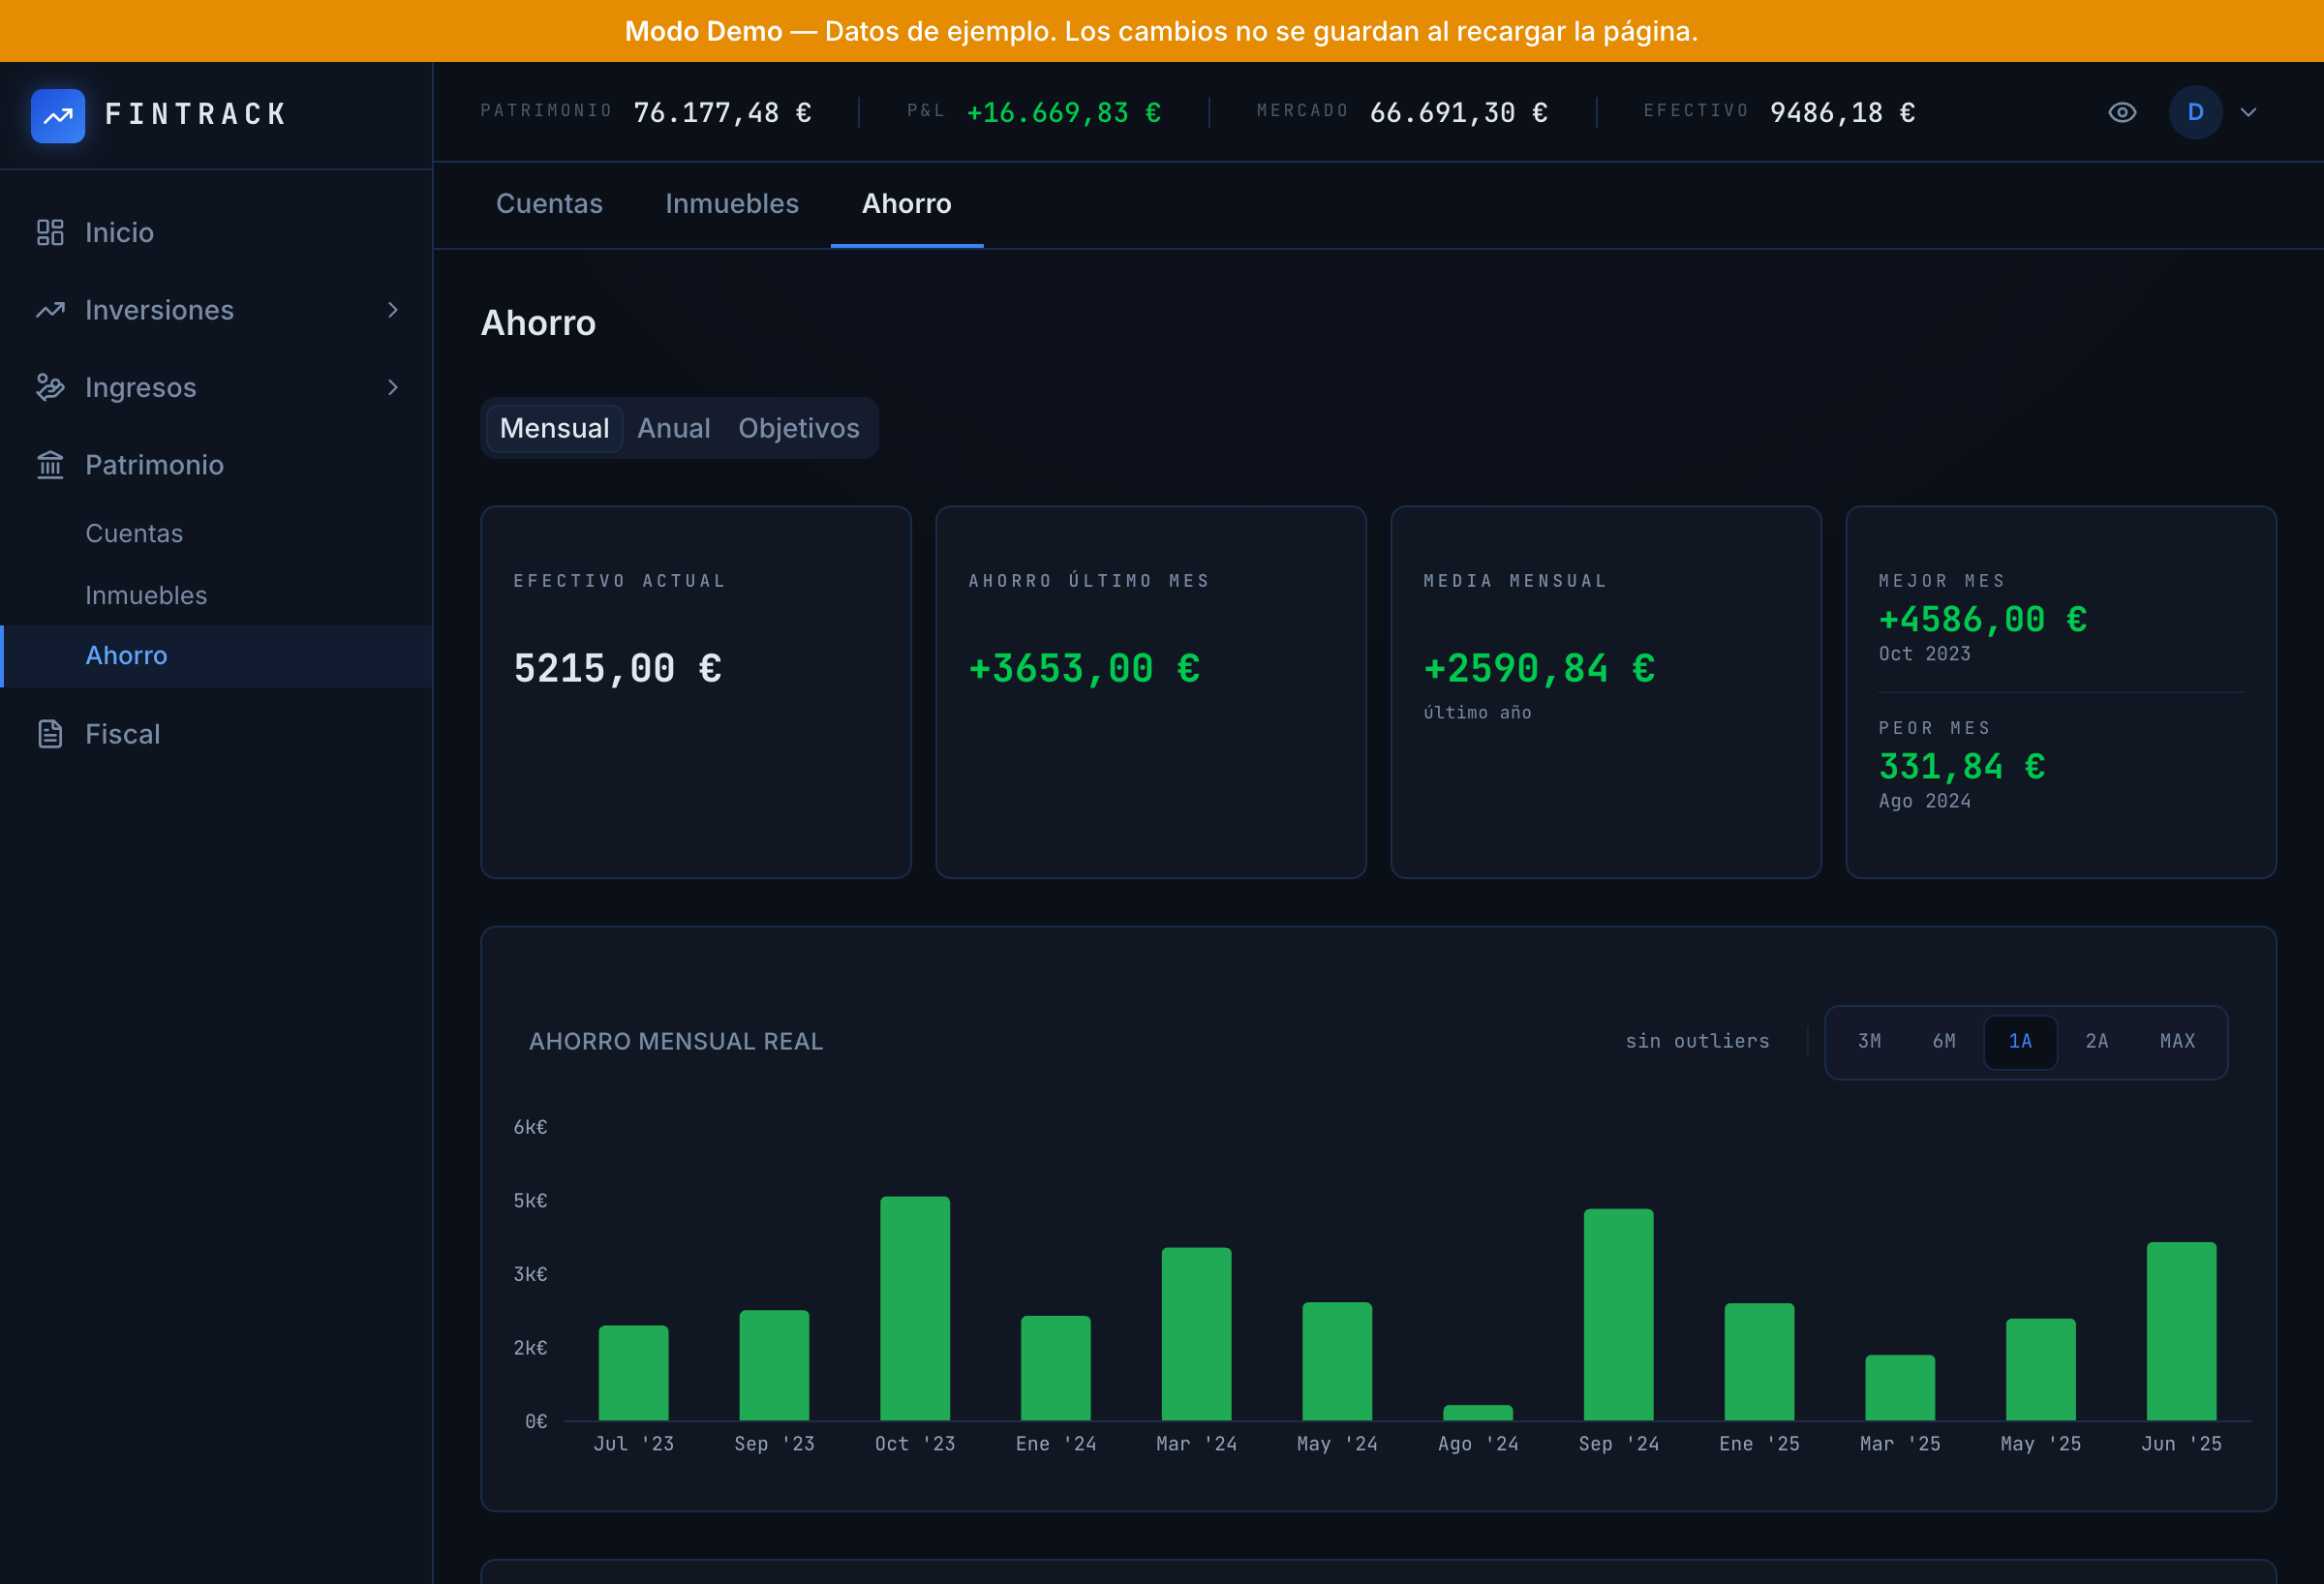 Modo Demo — Datos de ejemplo. Los cambios no se guardan al recargar la página.
FINTRACK
PATRIMONIO 76.177,48 € P&L +16.669,83 € MERCADO 66.691,30 € EFECTIVO 9486,18 € D
Cuentas Inmuebles Ahorro
Inicio
Inversiones
Ingresos
Patrimonio
Cuentas
Inmuebles
Ahorro
Fiscal
Ahorro
Mensual Anual Objetivos
EFECTIVO ACTUAL
5215,00 €
AHORRO ÚLTIMO MES
+3653,00 €
MEDIA MENSUAL
+2590,84 €
último año
MEJOR MES
+4586,00 €
Oct 2023
PEOR MES
331,84 €
Ago 2024
AHORRO MENSUAL REAL
sin outliers 3M 6M 1A 2A MAX
6k€
5k€
3k€
2k€
0€
Jul '23 Sep '23 Oct '23 Ene '24 Mar '24 May '24 Ago '24 Sep '24 Ene '25 Mar '25 May '25 Jun '25